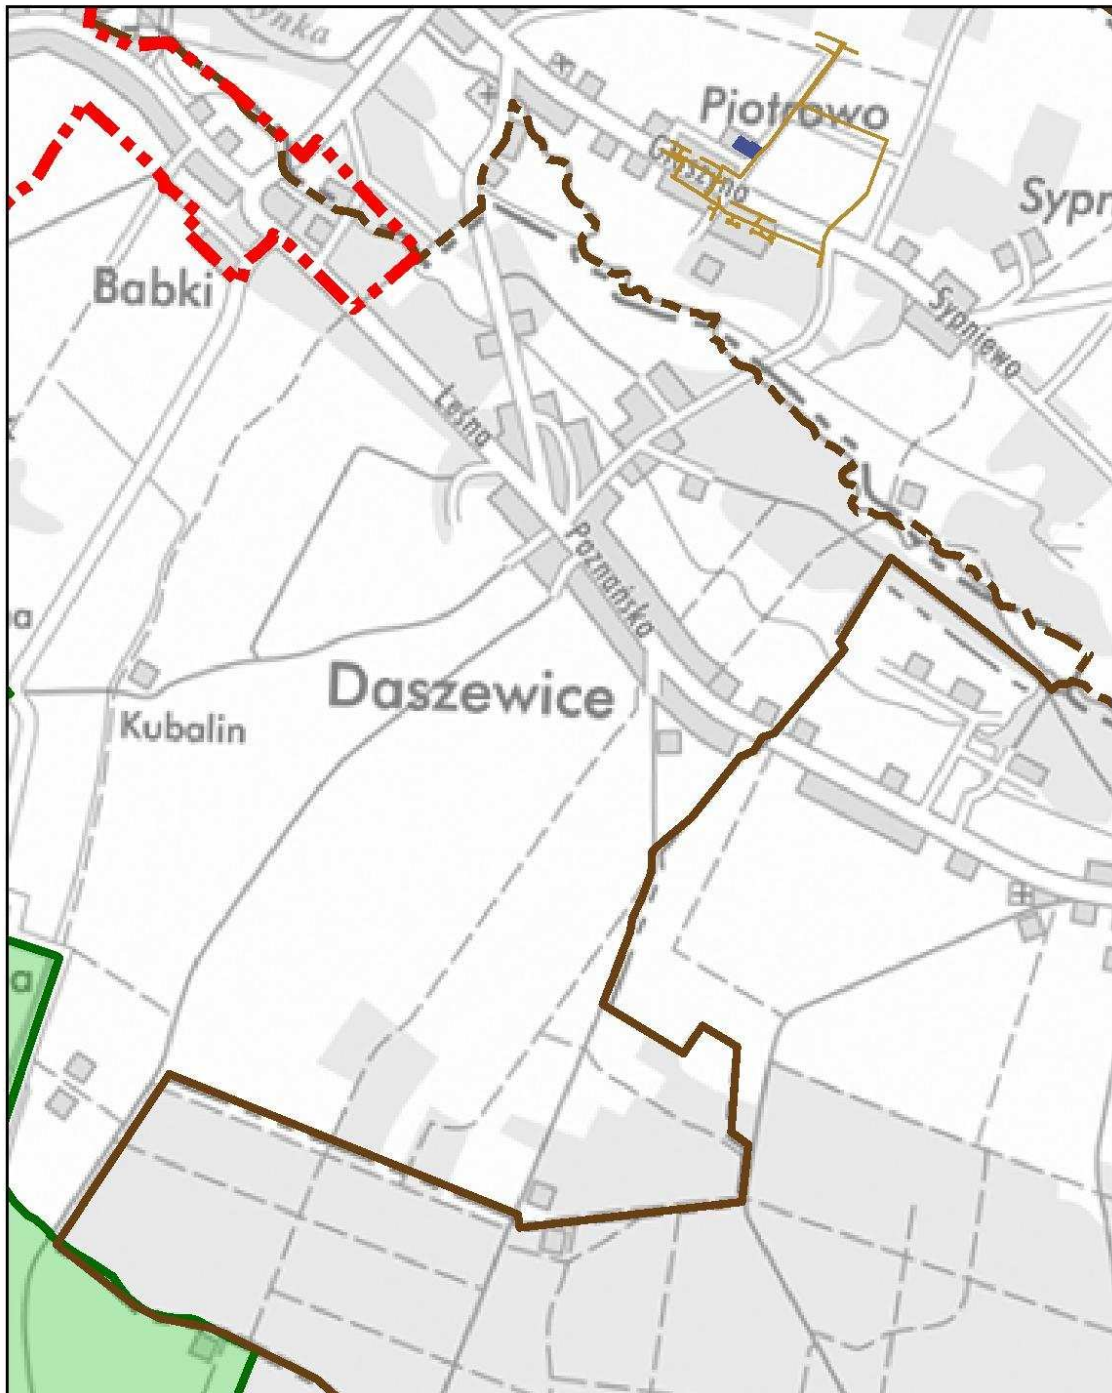 Piotrowo
Sypn
Babki
Sypniewo
Leśna
Poznańska
Daszewice
Kubalin
a